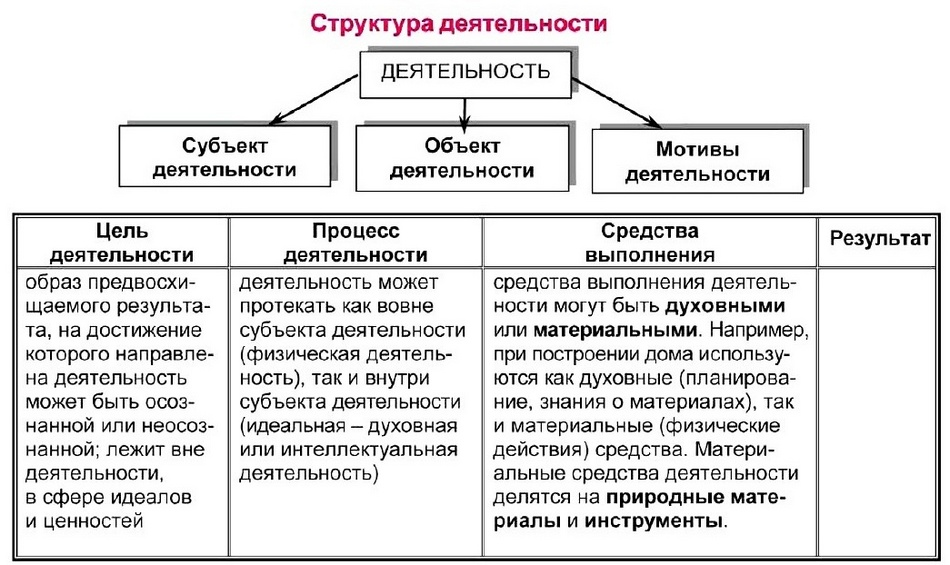 Структура деятельности
ДЕЯТЕЛЬНОСТЬ
Субъект
деятельности
Объект
деятельности
Мотивы
деятельности
Цель
деятельности
образ предвосхи-
щаемого результа-
та, на достижение
которого направле-
на деятельность
может быть осоз-
нанной или неосоз-
нанной; лежит вне
деятельности,
в сфере идеалов
и ценностей
Процесс
деятельности
деятельность может
протекать как вовне
субъекта деятельности
(физическая деятель-
ность), так и внутри
субъекта деятельности
(идеальная – духовная
или интеллектуальная
деятельность)
Средства
выполнения
средства выполнения деятель-
ности могут быть духовными
или материальными. Например,
при построении дома использу-
ются как духовные (планирова-
ние, знания о материалах), так
и материальные (физические
действия) средства. Матери-
альные средства деятельности
делятся на природные мате-
риалы и инструменты.
Результат